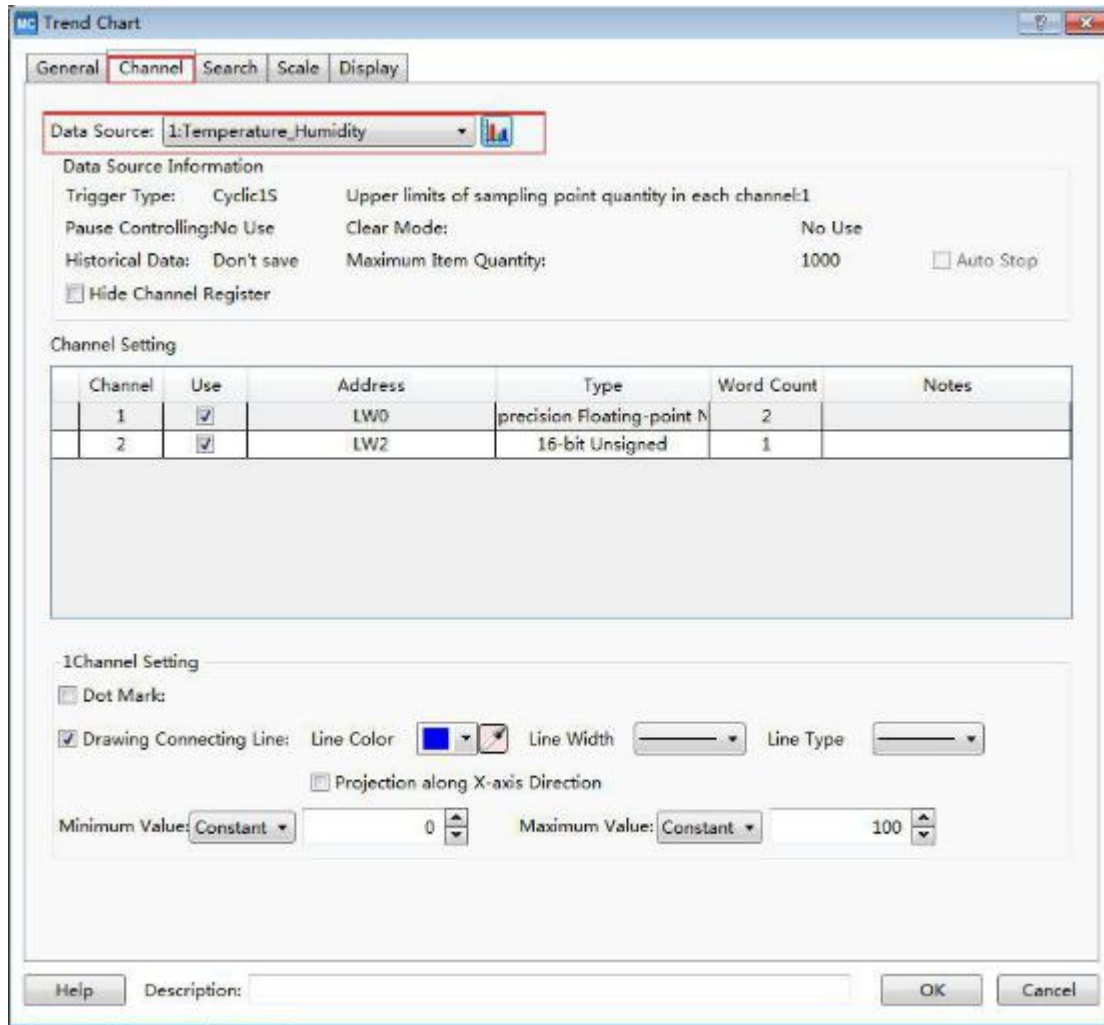 MC Trend Chart
General Channel Search Scale Display
Data Source: 1:Temperature_Humidity
Data Source Information
Trigger Type: Cyclic1S Upper limits of sampling point quantity in each channel:1
Pause Controlling:No Use Clear Mode: No Use
Historical Data: Don't save Maximum Item Quantity: 1000 Auto Stop
Hide Channel Register
Channel Setting
Channel Use Address Type Word Count Notes
1 LW0 precision Floating-point N 2
2 LW2 16-bit Unsigned 1
1Channel Setting
Dot Mark:
Drawing Connecting Line: Line Color Line Width Line Type
Projection along X-axis Direction
Minimum Value: Constant 0 Maximum Value: Constant 100
Help Description: OK Cancel